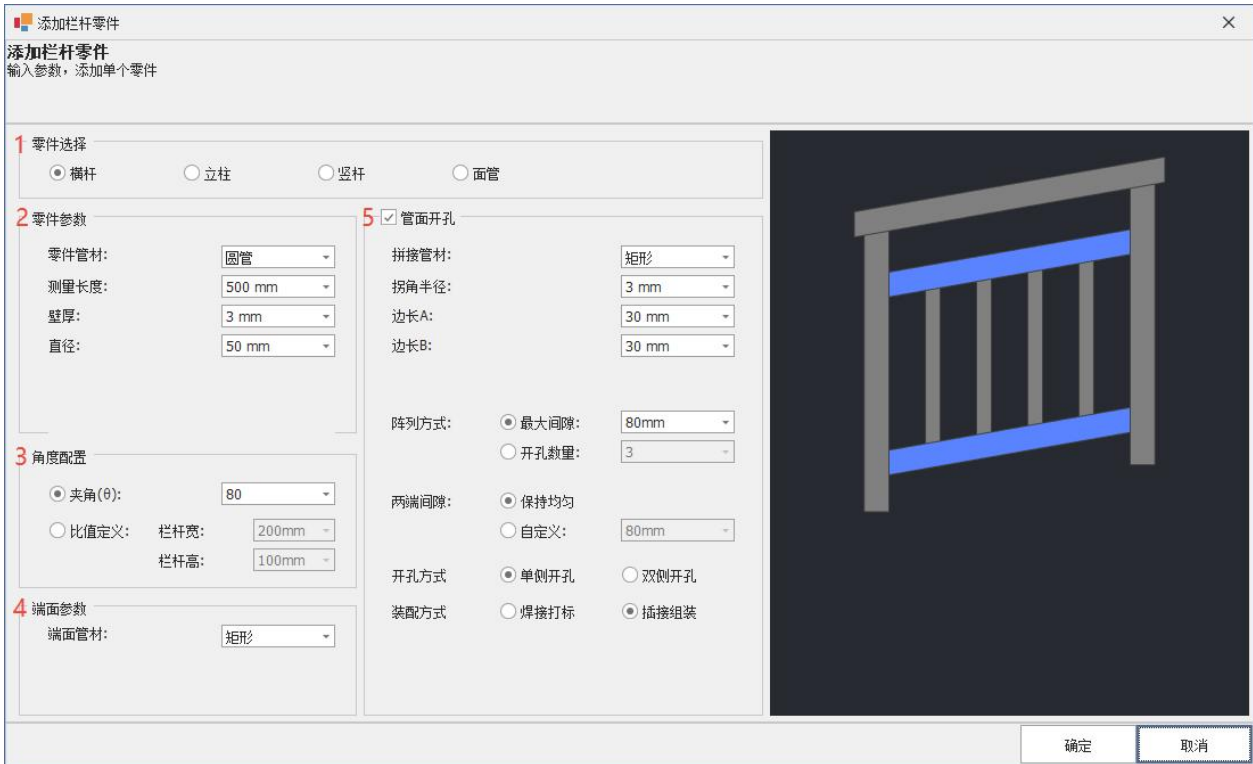 添加栏杆零件
添加栏杆零件
输入参数，添加单个零件
1 零件选择
横杆 立柱 竖杆 面管
2 零件参数
零件管材: 圆管
测量长度: 500 mm
壁厚: 3 mm
直径: 50 mm
3 角度配置
夹角(θ): 80
比值定义: 栏杆宽: 200mm
栏杆高: 100mm
4 端面参数
端面管材: 矩形
5 管面开孔
拼接管材: 矩形
拐角半径: 3 mm
边长A: 30 mm
边长B: 30 mm
阵列方式: 最大间隙: 80mm
开孔数量: 3
两端间隙: 保持均匀
自定义: 80mm
开孔方式 单侧开孔 双侧开孔
装配方式 焊接打标 插接组装
确定 取消